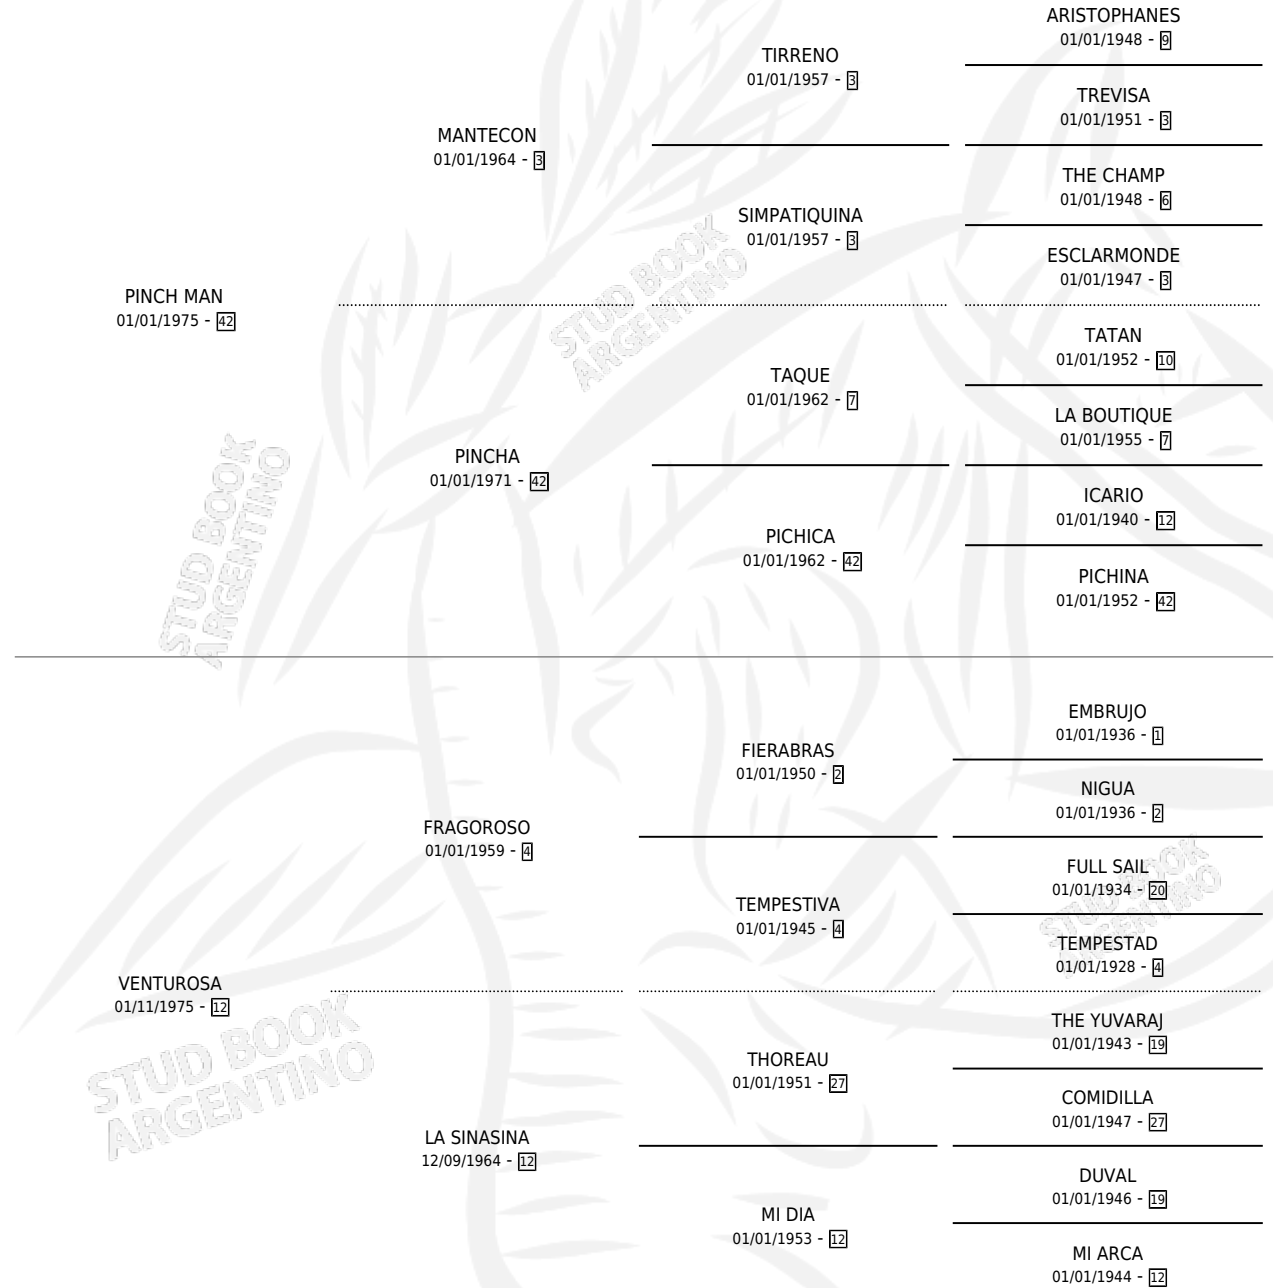 ARISTOPHANES
01/01/1948 - 9
TIRRENO
01/01/1957 - 3
TREVISA
01/01/1951 - 3
MANTECON
01/01/1964 - 3
THE CHAMP
01/01/1948 - 6
SIMPATIQUINA
01/01/1957 - 3
ESCLARMONDE
01/01/1947 - 3
PINCH MAN
01/01/1975 - 42
TATAN
01/01/1952 - 10
TAQUE
01/01/1962 - 7
LA BOUTIQUE
01/01/1955 - 7
PINCHA
01/01/1971 - 42
ICARIO
01/01/1940 - 12
PICHICA
01/01/1962 - 42
PICHINA
01/01/1952 - 42
EMBRUJO
01/01/1936 - 1
FIERABRAS
01/01/1950 - 2
NIGUA
01/01/1936 - 2
FRAGOROSO
01/01/1959 - 4
FULL SAIL
01/01/1934 - 20
TEMPESTIVA
01/01/1945 - 4
TEMPESTAD
01/01/1928 - 4
VENTUROSA
01/11/1975 - 12
THE YUVARAJ
01/01/1943 - 19
THOREAU
01/01/1951 - 27
COMIDILLA
01/01/1947 - 27
LA SINASINA
12/09/1964 - 12
DUVAL
01/01/1946 - 19
MI DIA
01/01/1953 - 12
MI ARCA
01/01/1944 - 12
STUD BOOK
ARGENTINO
STUD BOOK
ARGENTINO
STUD BOOK
ARGENTINO
STUD BOOK
ARGENTINO